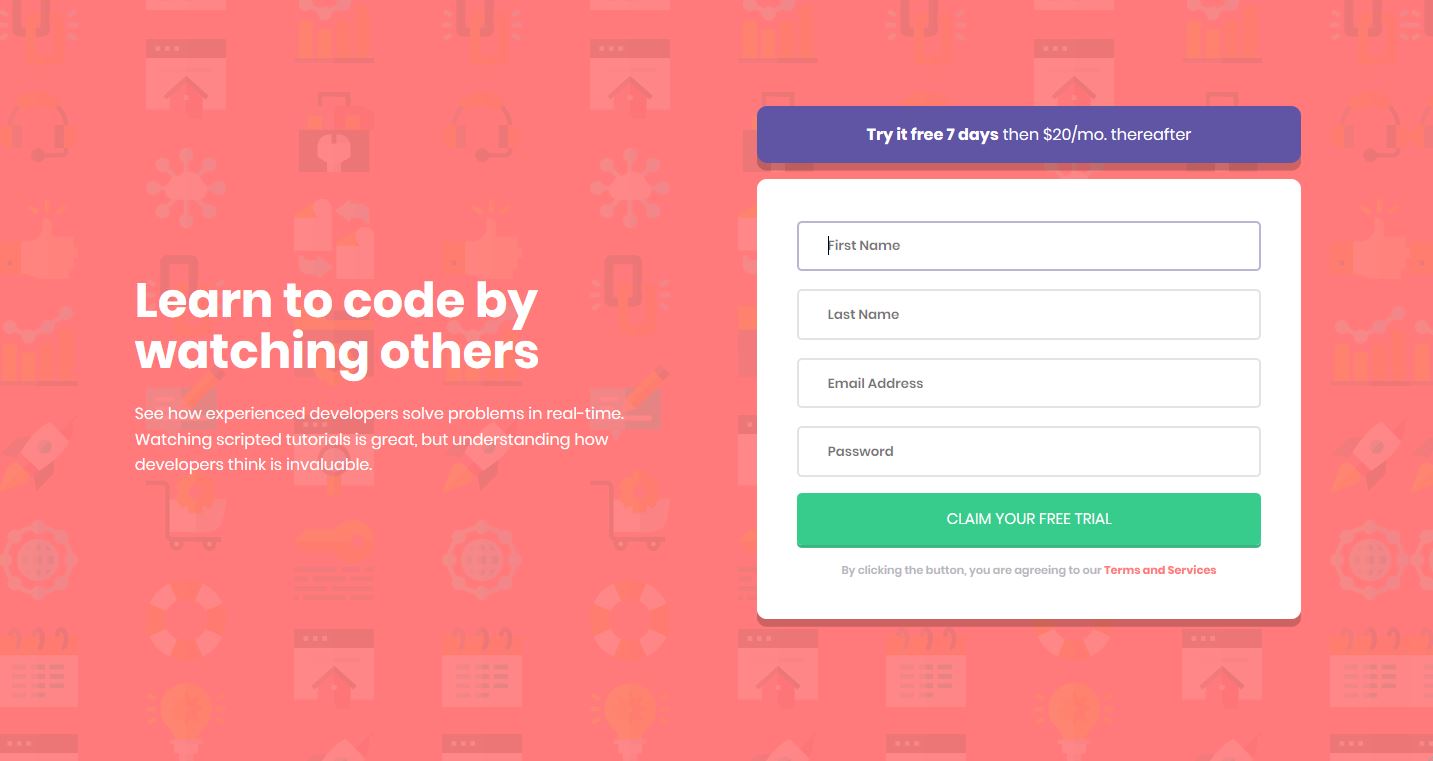 Learn to code by
watching others
See how experienced developers solve problems in real-time.
Watching scripted tutorials is great, but understanding how
developers think is invaluable.
Try it free 7 days then $20/mo. thereafter
First Name
Last Name
Email Address
Password
CLAIM YOUR FREE TRIAL
By clicking the button, you are agreeing to our Terms and Services